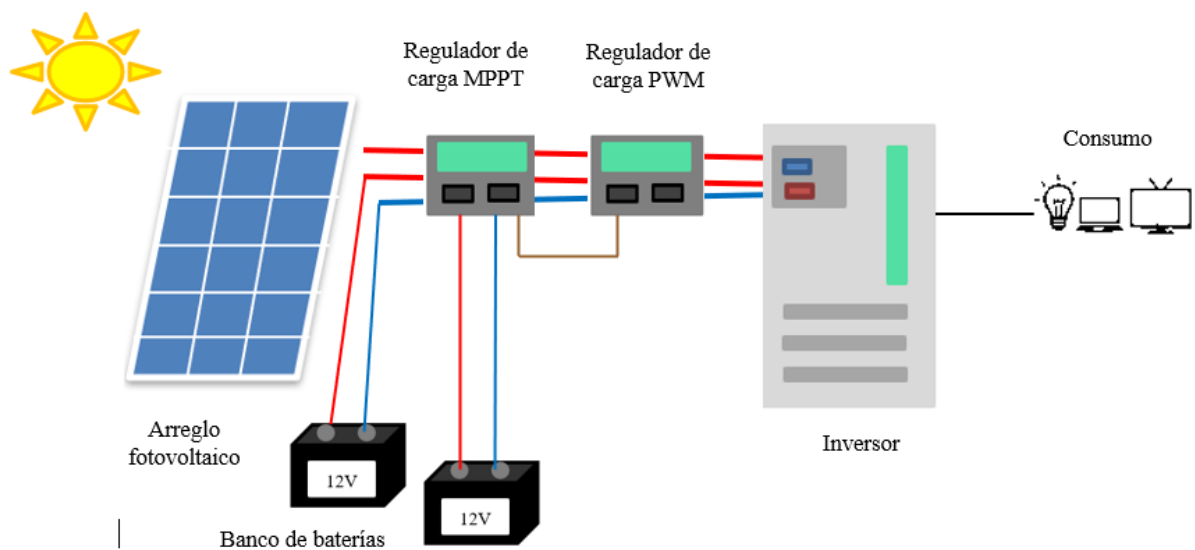 Regulador de
carga MPPT
Regulador de
carga PWM
Consumo
Arreglo
fotovoltaico
Inversor
12V
12V
Banco de baterías